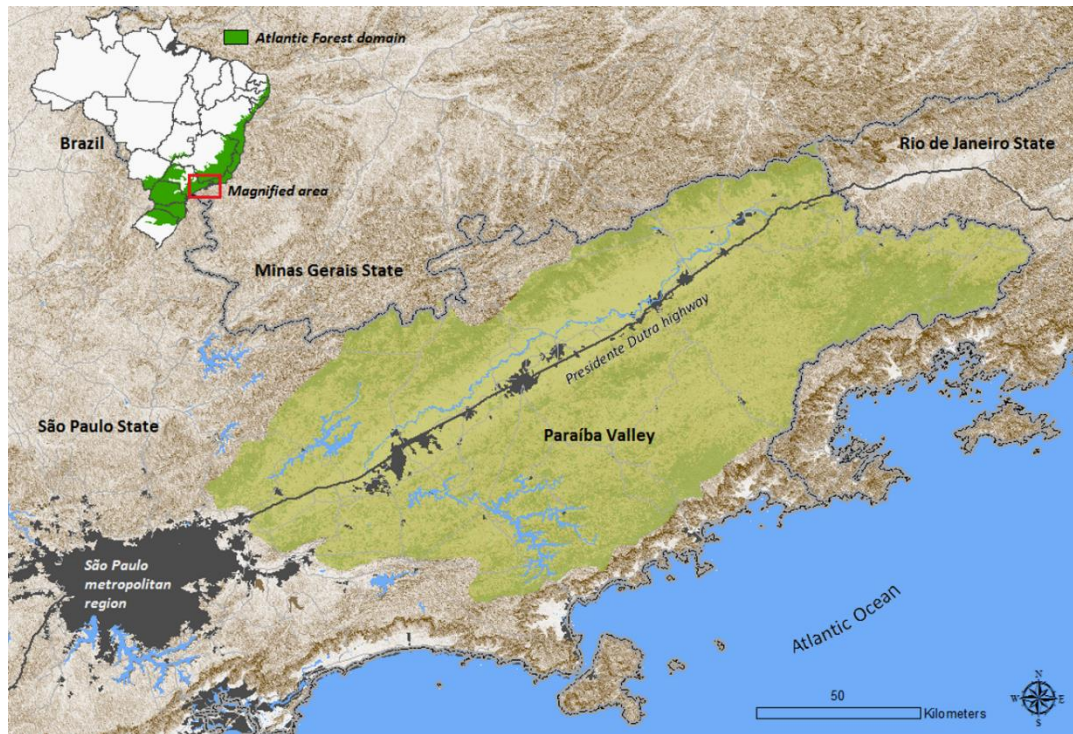 Atlantic Forest domain
Brazil
Magnified area
Rio de Janeiro State
Minas Gerais State
Presidente Dutra highway
São Paulo State
Paraíba Valley
São Paulo
metropolitan
region
Atlantic Ocean
50
Kilometers
N
W
E
S